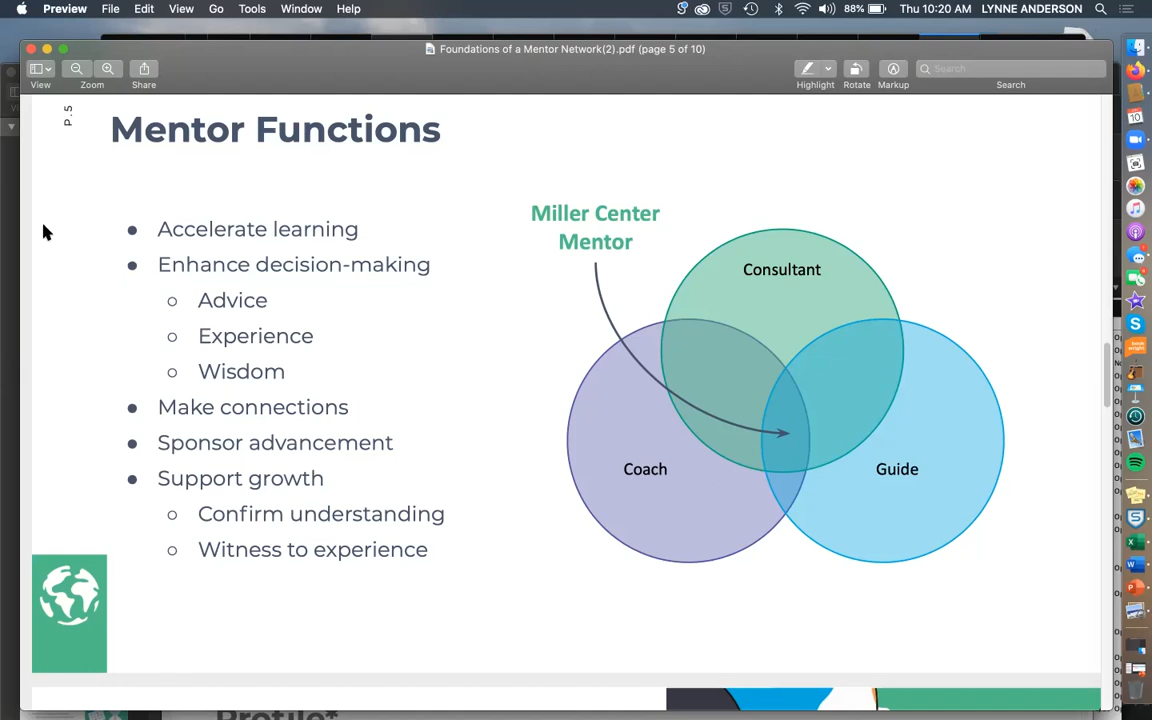 Preview File Edit View Go Tools Window Help 88% Thu 10:20 AM LYNNE ANDERSON
Foundations of a Mentor Network(2).pdf (page 5 of 10)
Search
View Zoom Share Highlight Rotate Markup Search
P.5
Mentor Functions
Accelerate learning
Enhance decision-making
Advice
Experience
Wisdom
Make connections
Sponsor advancement
Support growth
Confirm understanding
Witness to experience
Miller Center
Mentor
Consultant
Coach
Guide
Profile*